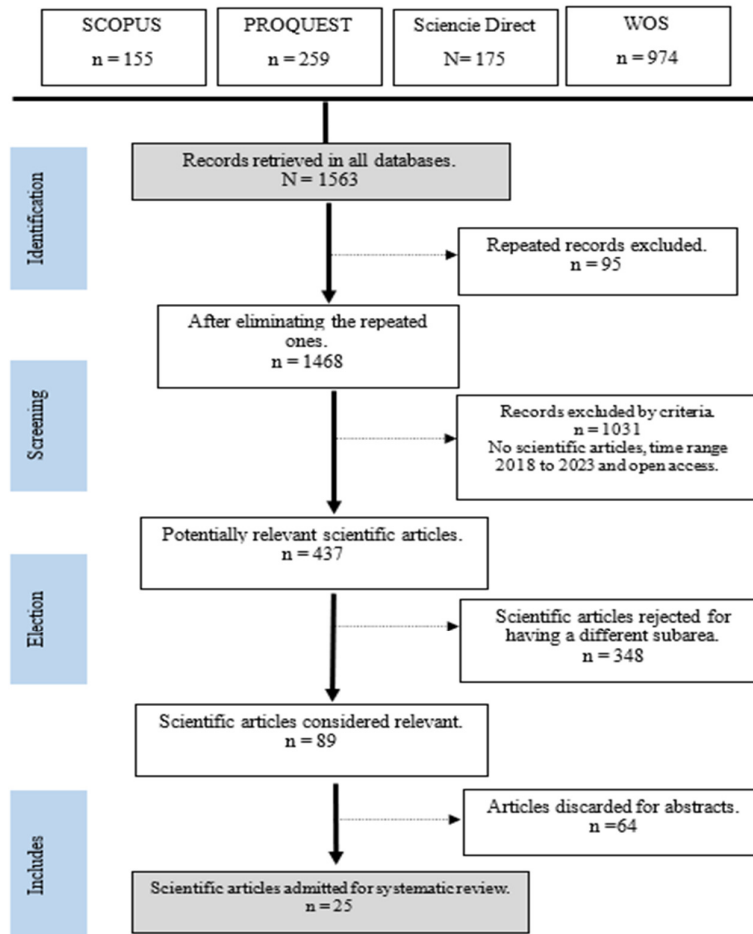 SCOPUS
n = 155
PROQUEST
n = 259
Sciencie Direct
N= 175
WOS
n = 974
Identification
Records retrieved in all databases.
N = 1563
Repeated records excluded.
n = 95
After eliminating the repeated
ones.
n = 1468
Screening
Records excluded by criteria.
n = 1031
No scientific articles, time range
2018 to 2023 and open access.
Potentially relevant scientific articles.
n = 437
Election
Scientific articles rejected for
having a different subarea.
n = 348
Scientific articles considered relevant.
n = 89
Includes
Articles discarded for abstracts.
n =64
Scientific articles admitted for systematic review.
n = 25